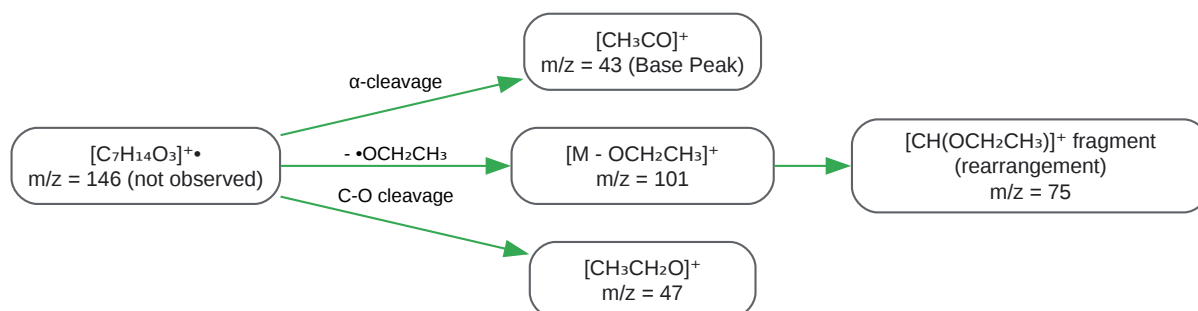 [CH₃CO]⁺
m/z = 43 (Base Peak)
α-cleavage
[C₇H₁₄O₃]⁺•
m/z = 146 (not observed)
- •OCH₂CH₃
[M - OCH₂CH₃]⁺
m/z = 101
[CH(OCH₂CH₃)]⁺ fragment
(rearrangement)
m/z = 75
C-O cleavage
[CH₃CH₂O]⁺
m/z = 47